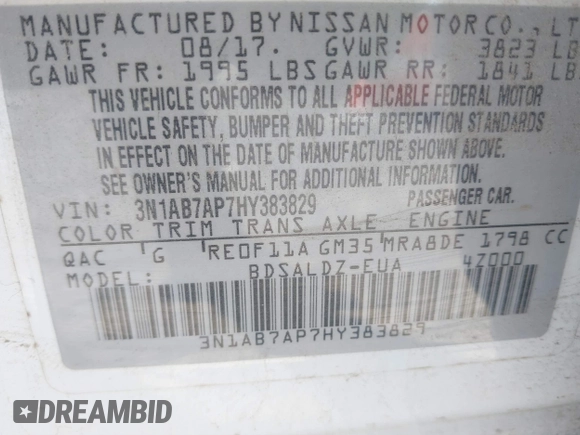 MANUFACTURED BY NISSAN MOTOR CO., LT
DATE: 08/17. GVWR: 3823 LB
GAWR FR: 1995 LBS GAWR RR: 1841 LB
THIS VEHICLE CONFORMS TO ALL APPLICABLE FEDERAL MOTOR
VEHICLE SAFETY, BUMPER AND THEFT PREVENTION STANDARDS
IN EFFECT ON THE DATE OF MANUFACTURE SHOWN ABOVE.
SEE OWNER'S MANUAL FOR ADDITIONAL INFORMATION.
VIN: 3N1AB7AP7HY383829 PASSENGER CAR.
COLOR TRIM TRANS AXLE ENGINE
QAC G RE0F11A GM35 MRA8DE 1798 CC
MODEL: BDSALDZ-EUA 4Z000
3N1AB7AP7HY383829
DREAMBID